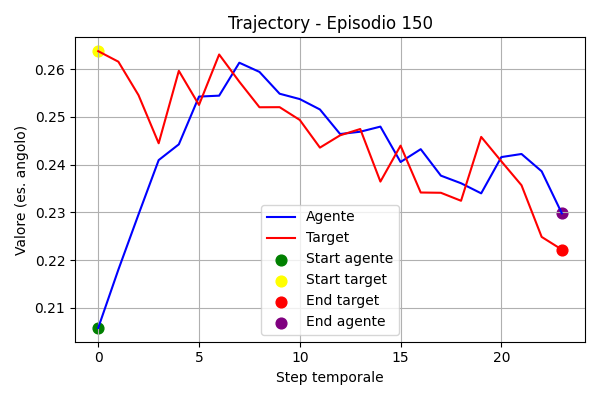 Trajectory - Episodio 150
Valore (es. angolo)
0.26
0.25
0.24
0.23
0.22
0.21
Agente
Target
Start agente
Start target
End target
End agente
0 5 10 15 20
Step temporale